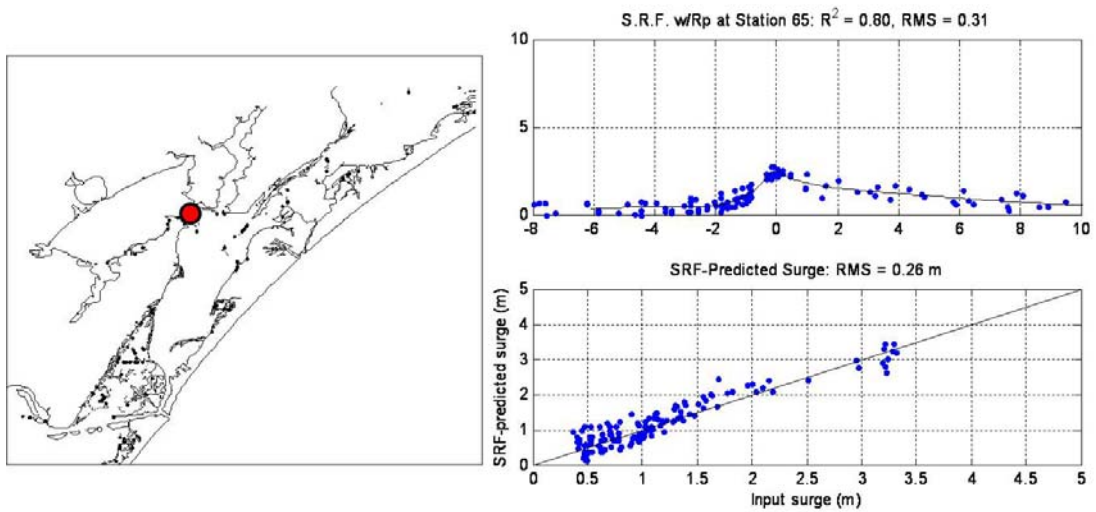 S.R.F. w/Rp at Station 65: R² = 0.80, RMS = 0.31
10
5
0
-8 -6 -4 -2 0 2 4 6 8 10
SRF-Predicted Surge: RMS = 0.26 m
SRF-predicted surge (m)
5
4
3
2
1
0
0 0.5 1 1.5 2 2.5 3 3.5 4 4.5 5
Input surge (m)